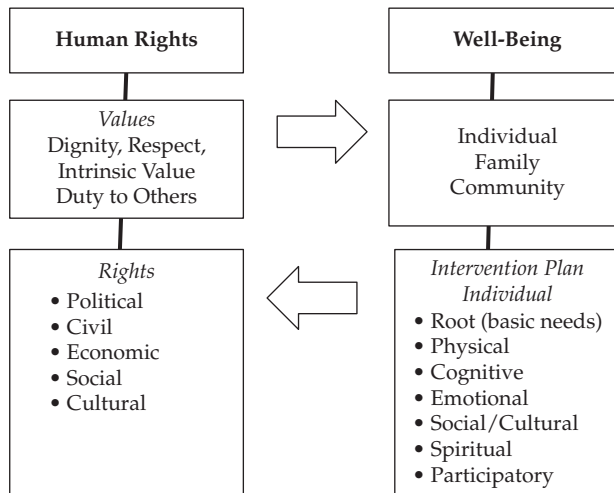 Human Rights
Values
Dignity, Respect,
Intrinsic Value
Duty to Others
Rights
• Political
• Civil
• Economic
• Social
• Cultural
Well-Being
Individual
Family
Community
Intervention Plan
Individual
• Root (basic needs)
• Physical
• Cognitive
• Emotional
• Social/Cultural
• Spiritual
• Participatory